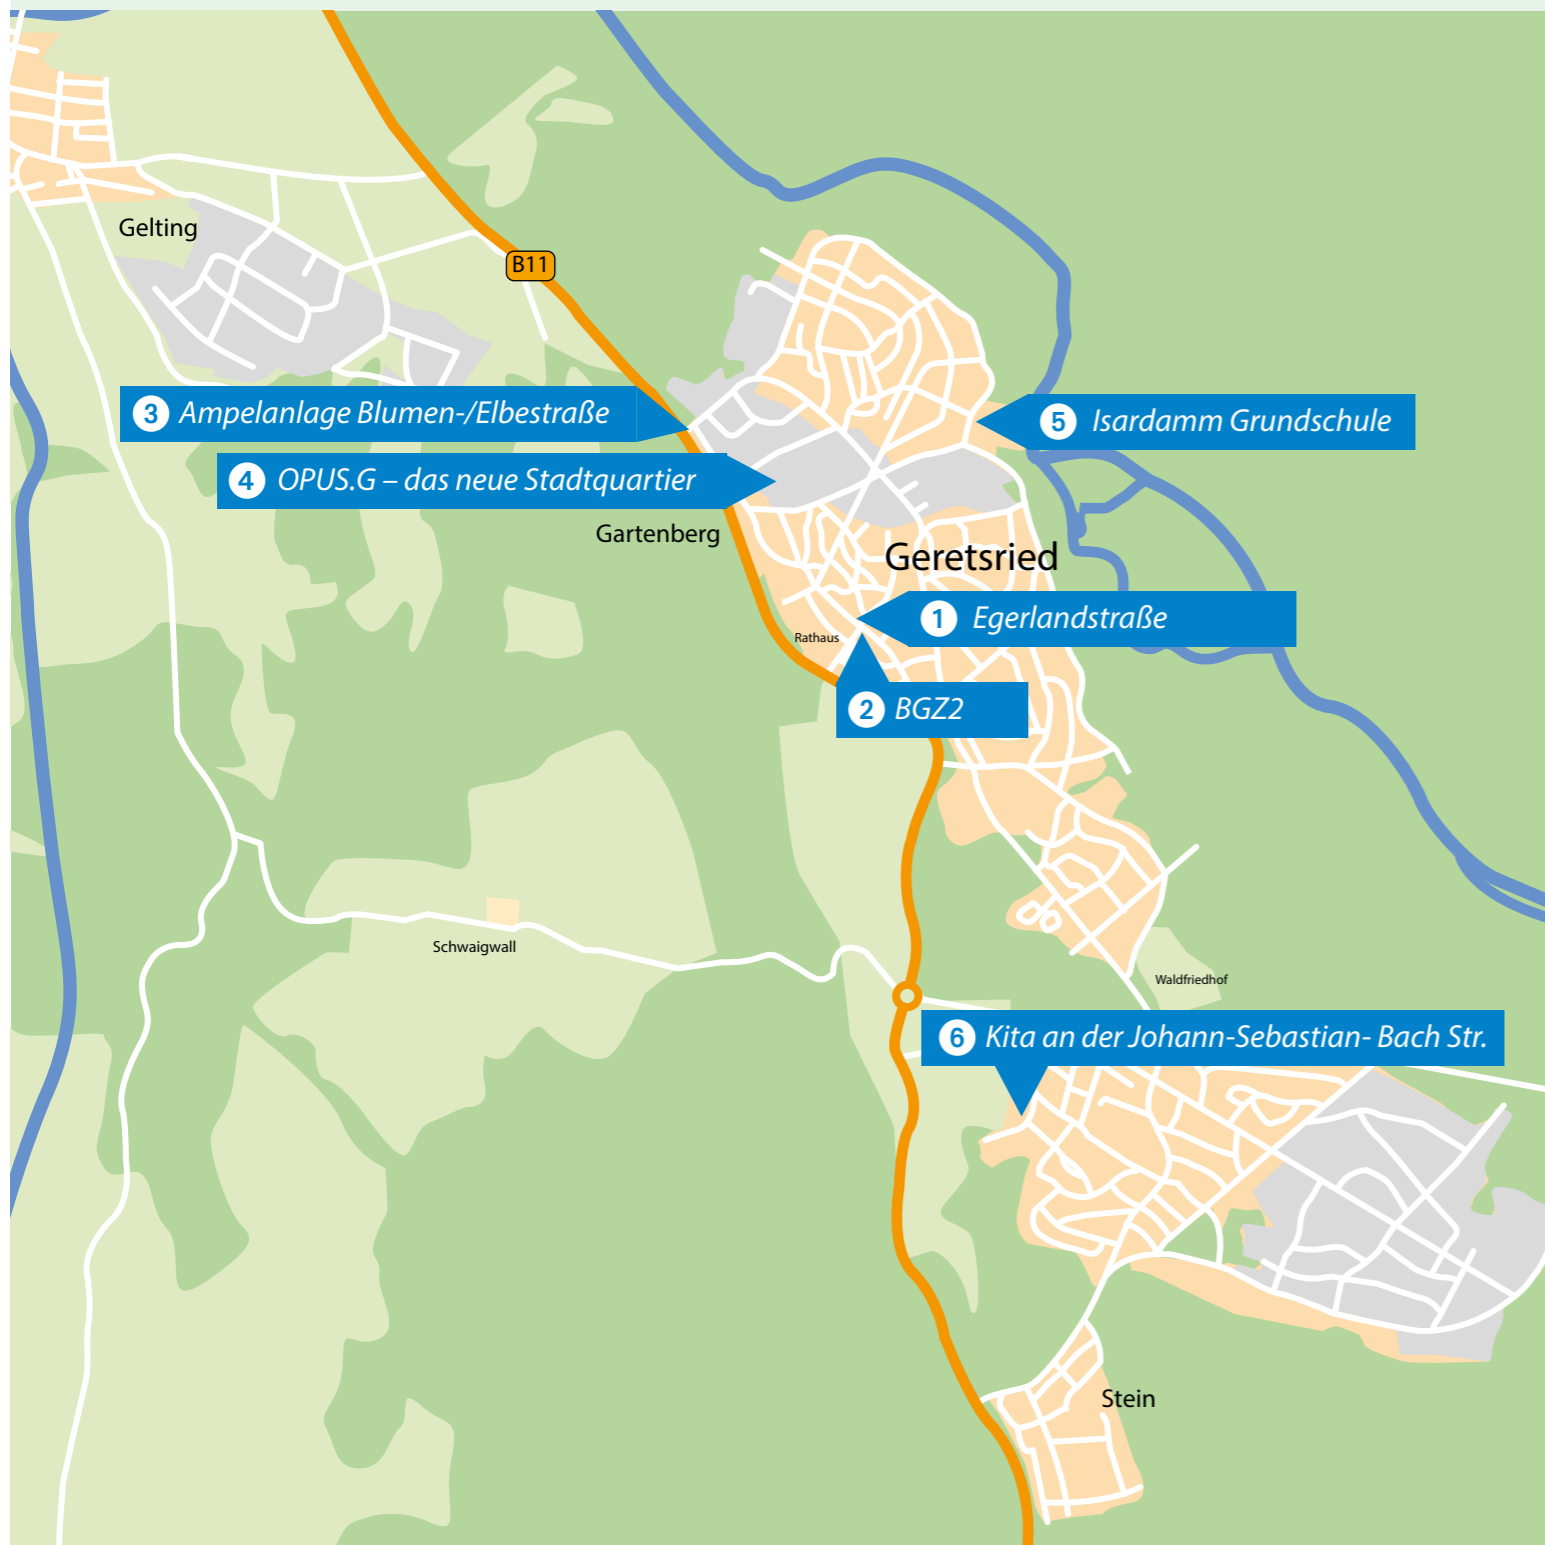 Gelting
B11
3 Ampelanlage Blumen-/Elbestraße
5 Isardamm Grundschule
4 OPUS.G – das neue Stadtquartier
Gartenberg
Geretsried
1 Egerlandstraße
Rathaus
2 BGZ2
Schwaigwall
Waldfriedhof
6 Kita an der Johann-Sebastian- Bach Str.
Stein